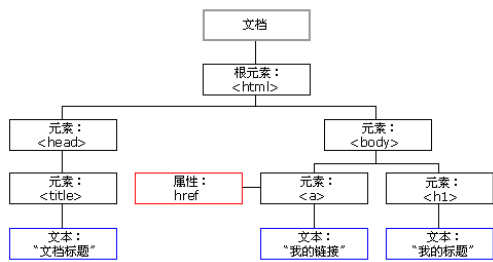 文档
根元素：
<html>
元素：
<head>
元素：
<body>
元素：
<title>
属性：
href
元素：
<a>
元素：
<h1>
文本：
“文档标题”
文本：
“我的链接”
文本：
“我的标题”